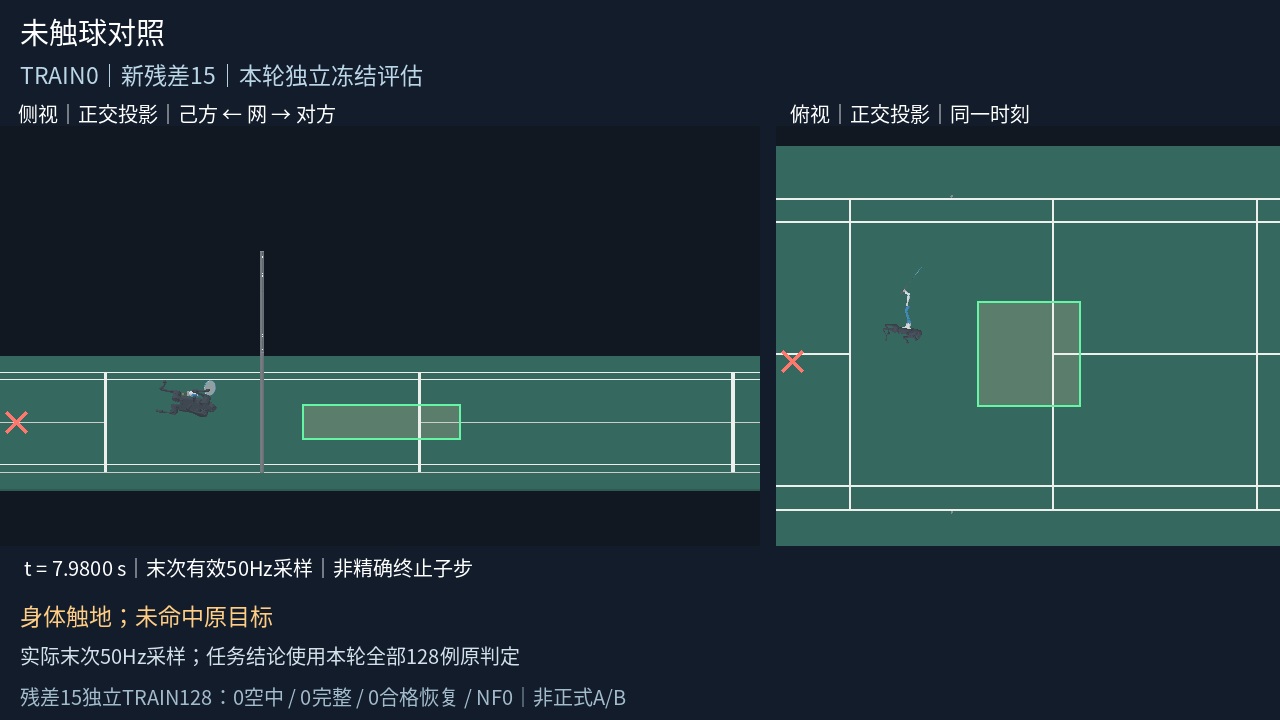 未触球对照
TRAIN0｜新残差15｜本轮独立冻结评估
侧视｜正交投影｜己方 ← 网 → 对方
俯视｜正交投影｜同一时刻
t = 7.9800 s｜末次有效50Hz采样｜非精确终止子步
身体触地；未命中原目标
实际末次50Hz采样；任务结论使用本轮全部128例原判定
残差15独立TRAIN128：0空中 / 0完整 / 0合格恢复 / NF0｜非正式A/B